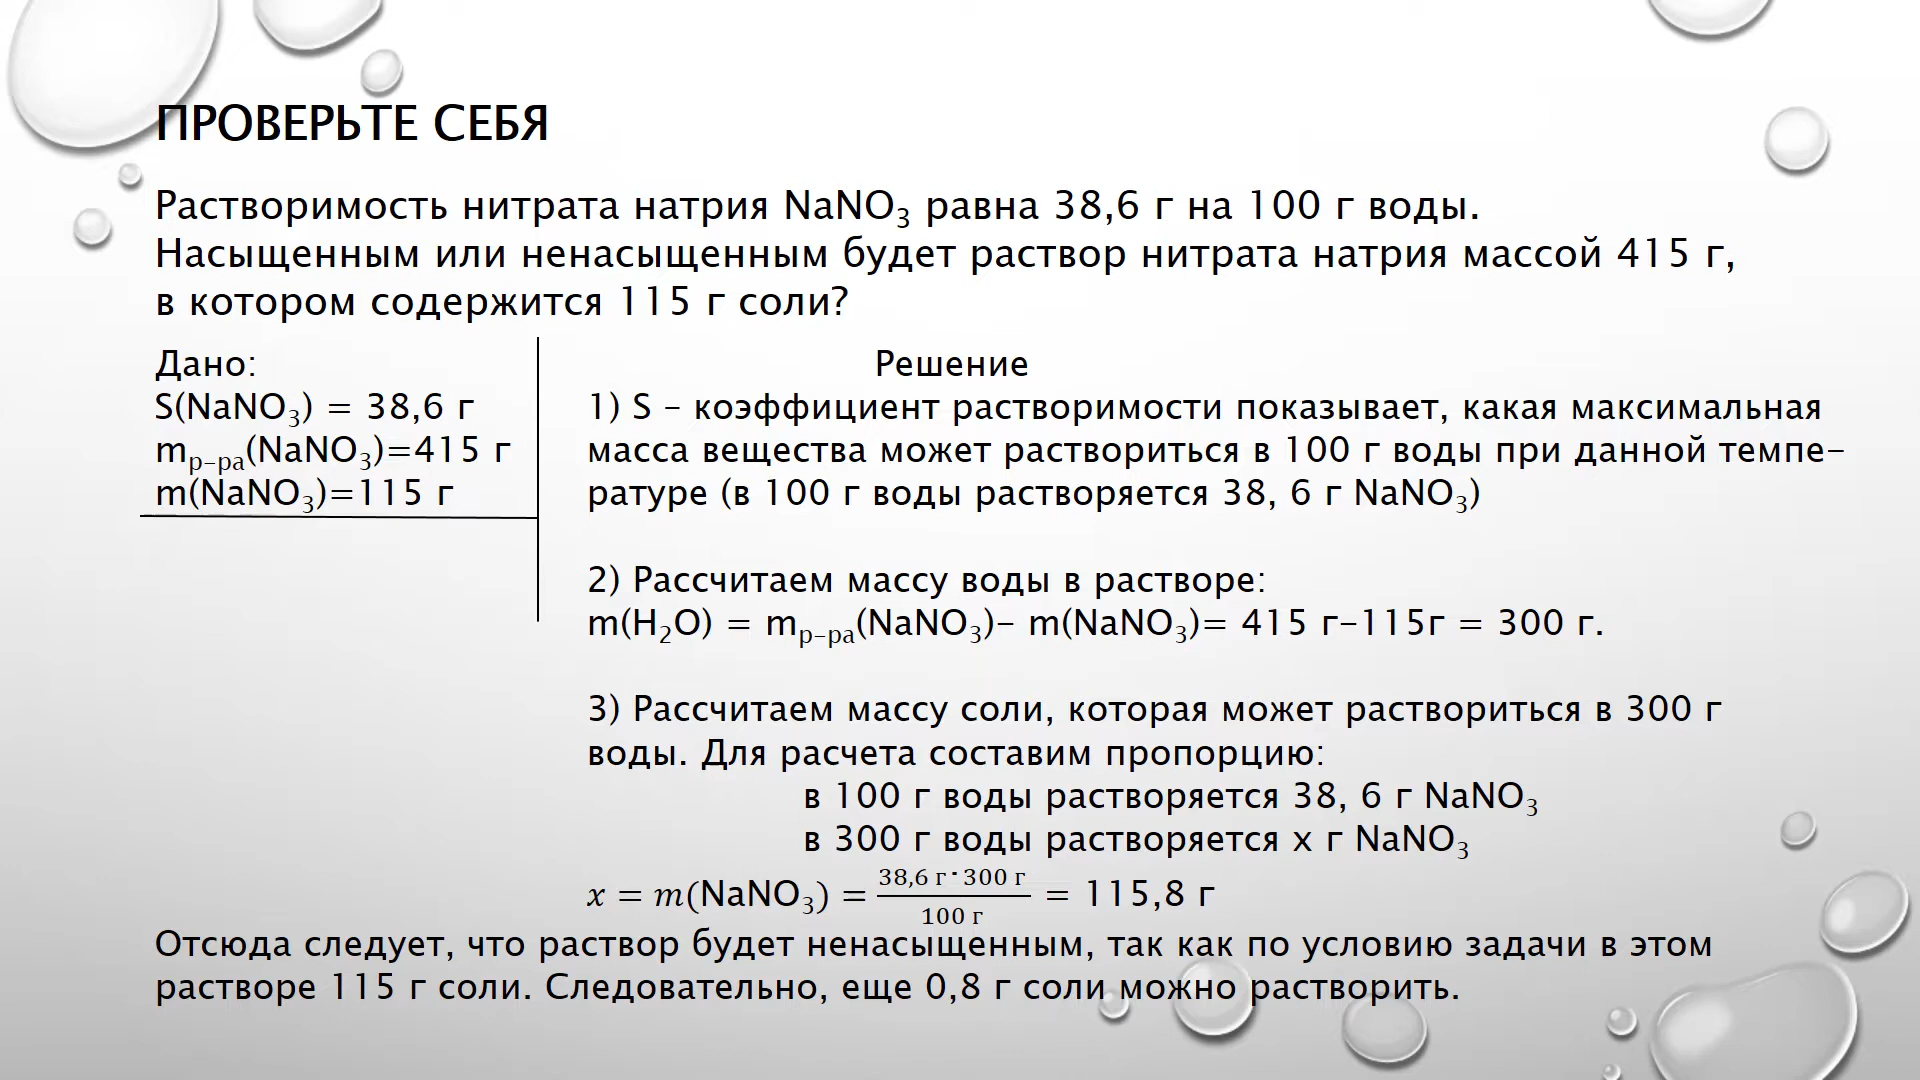 ПРОВЕРЬТЕ СЕБЯ
Растворимость нитрата натрия NaNO₃ равна 38,6 г на 100 г воды.
Насыщенным или ненасыщенным будет раствор нитрата натрия массой 415 г,
в котором содержится 115 г соли?
Дано:
S(NaNO₃) = 38,6 г
mр–ра(NaNO₃)=415 г
m(NaNO₃)=115 г
Решение
1) S – коэффициент растворимости показывает, какая максимальная
масса вещества может раствориться в 100 г воды при данной темпе–
ратуре (в 100 г воды растворяется 38, 6 г NaNO₃)
2) Рассчитаем массу воды в растворе:
m(H₂O) = mр–ра(NaNO₃)– m(NaNO₃)= 415 г–115г = 300 г.
3) Рассчитаем массу соли, которая может раствориться в 300 г
воды. Для расчета составим пропорцию:
в 100 г воды растворяется 38, 6 г NaNO₃
в 300 г воды растворяется х г NaNO₃
x = m(NaNO₃) = 38,6 г · 300 г / 100 г = 115,8 г
Отсюда следует, что раствор будет ненасыщенным, так как по условию задачи в этом
растворе 115 г соли. Следовательно, еще 0,8 г соли можно растворить.